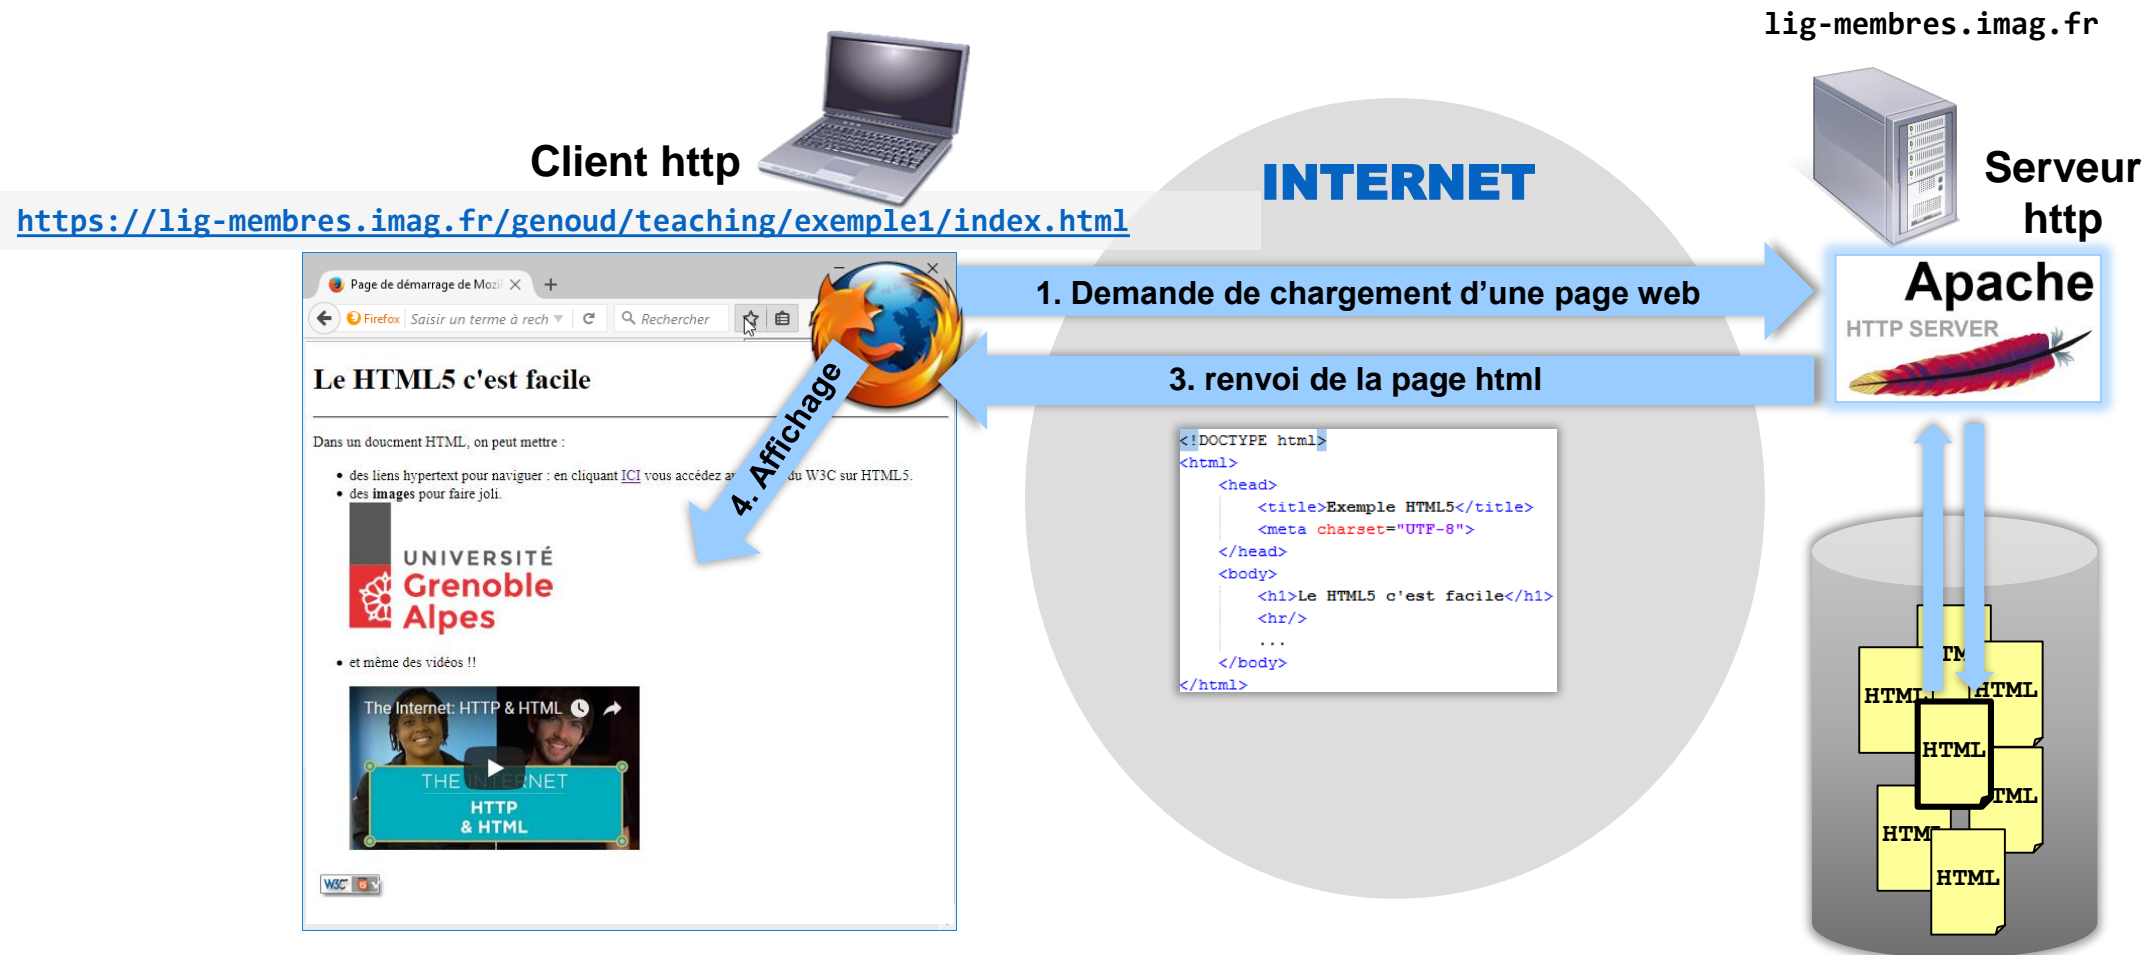 lig-membres.imag.fr
Client http
INTERNET
Serveur
http
https://lig-membres.imag.fr/genoud/teaching/exemple1/index.html
Page de démarrage de Mozil
Firefox
Saisir un terme à rech
Rechercher
1. Demande de chargement d'une page web
Apache
HTTP SERVER
3. renvoi de la page html
4. Affichage
Le HTML5 c'est facile
Dans un doucment HTML, on peut mettre :
des liens hypertext pour naviguer : en cliquant ICI vous accédez du W3C sur HTML5.
des images pour faire joli.
UNIVERSITÉ
Grenoble
Alpes
et même des vidéos !!
The Internet: HTTP & HTML
THE INTERNET
HTTP
& HTML
W3C
<!DOCTYPE html>
<html>
<head>
<title>Exemple HTML5</title>
<meta charset="UTF-8">
</head>
<body>
<h1>Le HTML5 c'est facile</h1>
<hr/>
...
</body>
</html>
HTML
HTML
HTML
HTML
HTML